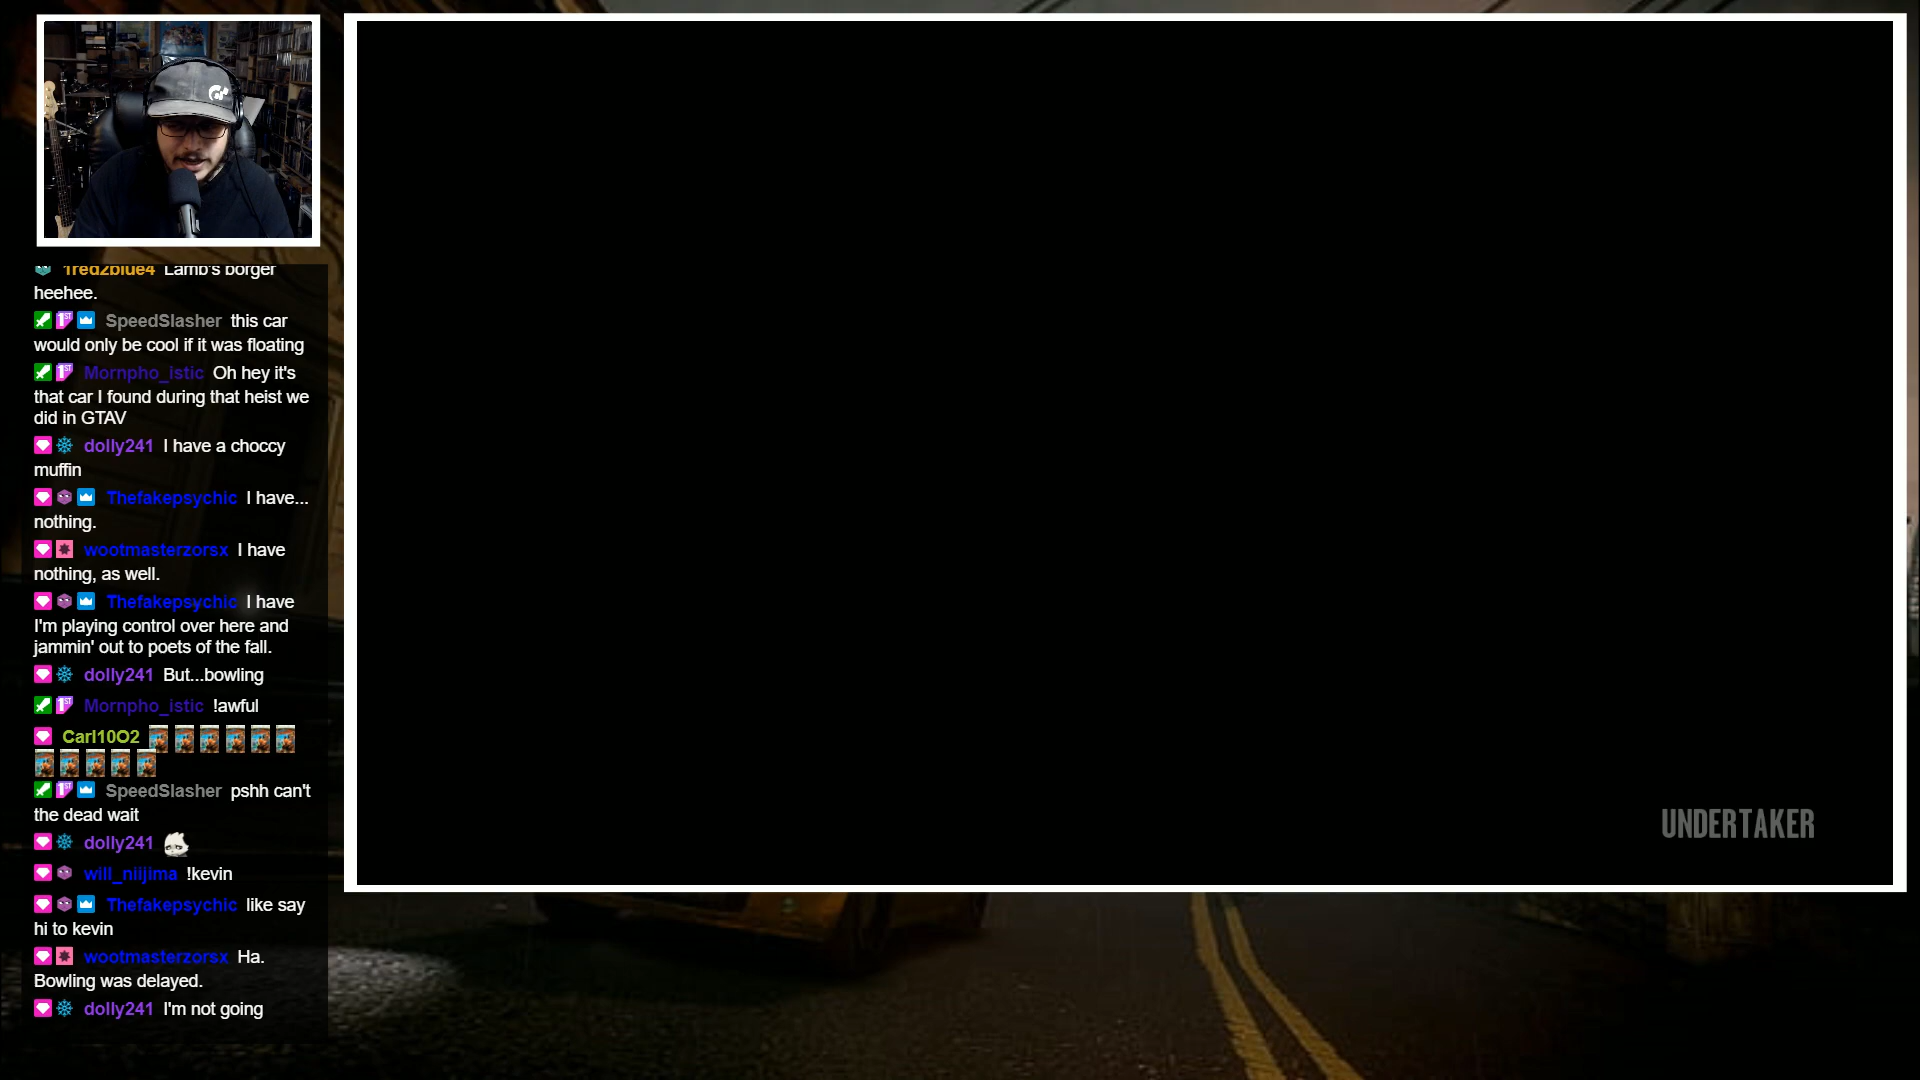 1red2blue4 Lamb's borger
heehee.
SpeedSlasher this car
would only be cool if it was floating
Mornpho_istic Oh hey it's
that car I found during that heist we
did in GTAV
dolly241 I have a choccy
muffin
Thefakepsychic I have...
nothing.
wootmasterzorsx I have
nothing, as well.
Thefakepsychic I have
I'm playing control over here and
jammin' out to poets of the fall.
dolly241 But...bowling
Mornpho_istic !awful
Carl10O2
SpeedSlasher pshh can't
the dead wait
dolly241
will_niijima !kevin
Thefakepsychic like say
hi to kevin
wootmasterzorsx Ha.
Bowling was delayed.
dolly241 I'm not going
UNDERTAKER